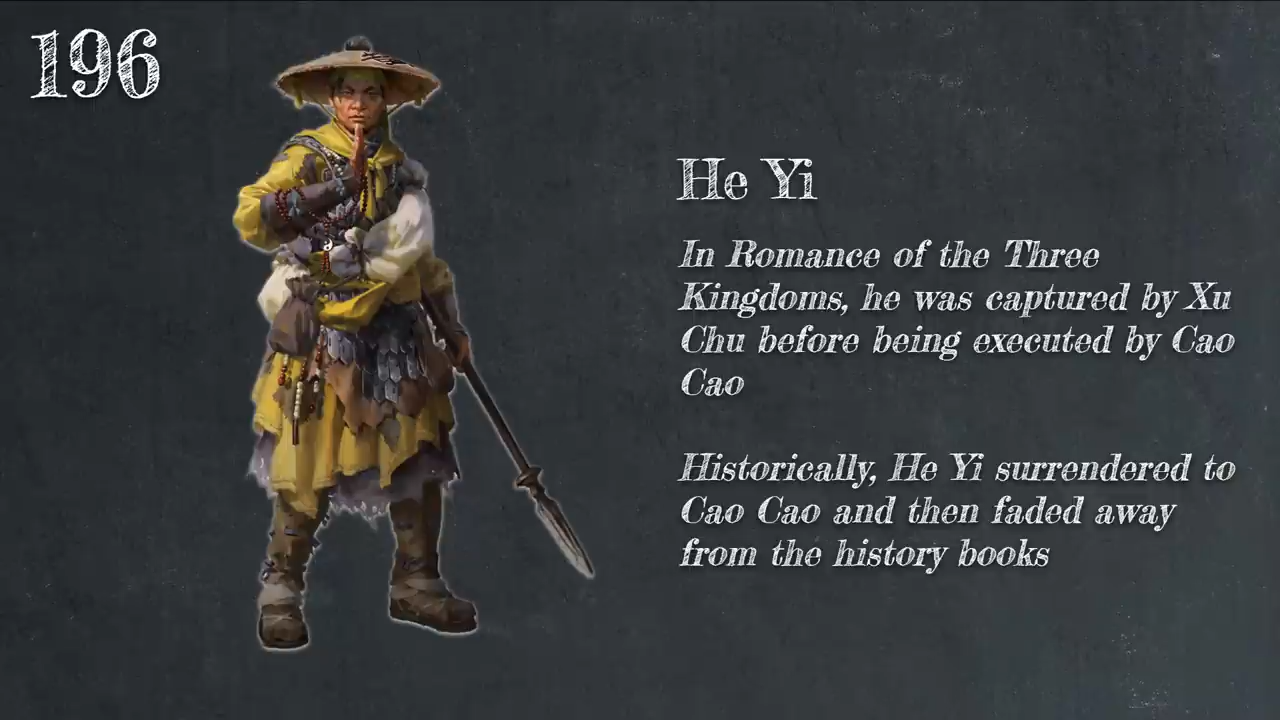 196
He Yi
In Romance of the Three
Kingdoms, he was captured by Xu
Chu before being executed by Cao
Cao
Historically, He Yi surrendered to
Cao Cao and then faded away
from the history books